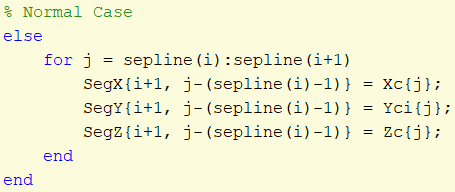 % Normal Case
else
for j = sepline(i):sepline(i+1)
SegX{i+1, j-(sepline(i)-1)} = Xc{j};
SegY{i+1, j-(sepline(i)-1)} = Yci{j};
SegZ{i+1, j-(sepline(i)-1)} = Zc{j};
end
end